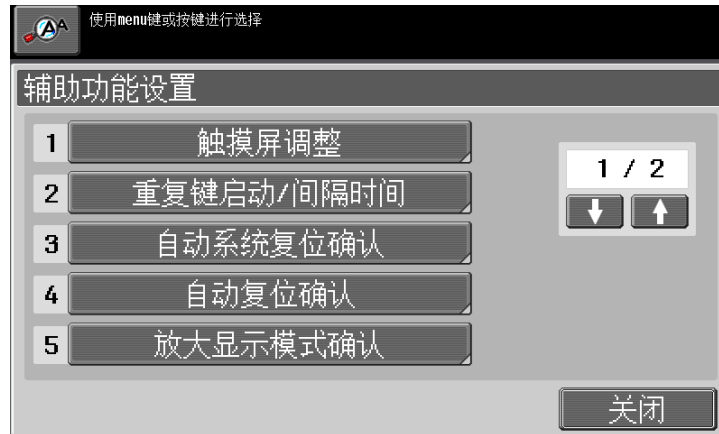 使用menu键或按键进行选择
辅助功能设置
1 触摸屏调整
1 / 2
2 重复键启动/间隔时间
3 自动系统复位确认
4 自动复位确认
5 放大显示模式确认
关闭